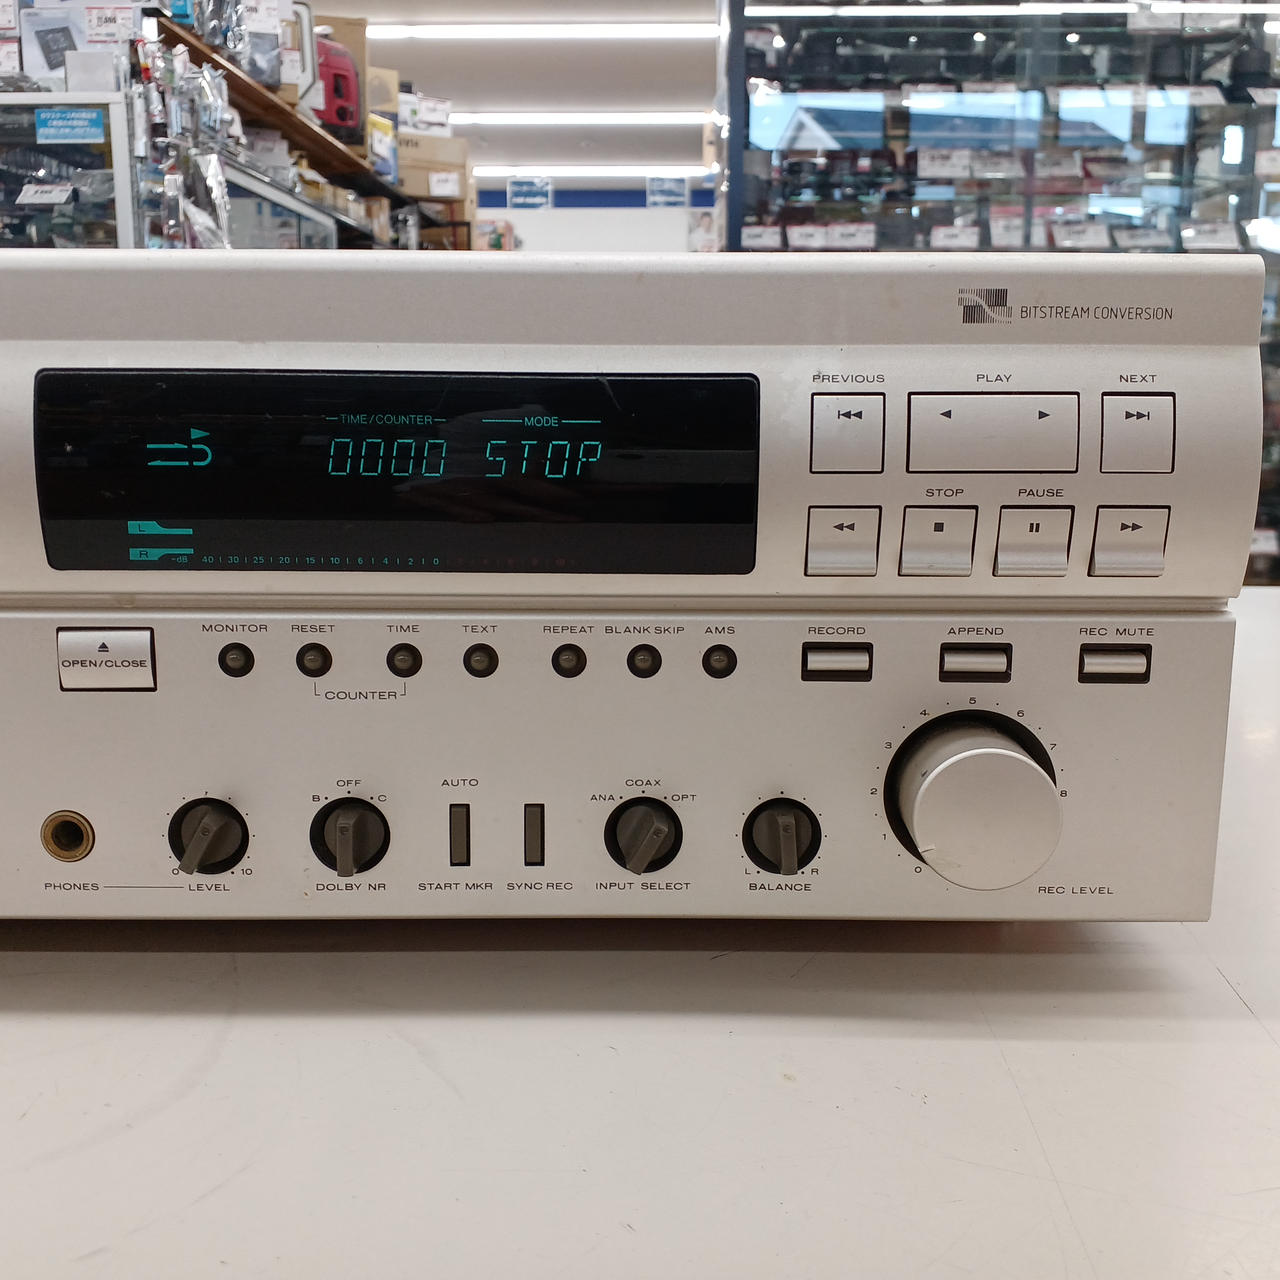 BITSTREAM CONVERSION
TIME/COUNTER MODE
0000 STOP
L
R -dB 40 30 25 20 15 10 6 4 2 0
PREVIOUS PLAY NEXT
STOP PAUSE
OPEN/CLOSE
MONITOR RESET TIME TEXT REPEAT BLANK SKIP AMS
COUNTER
RECORD APPEND REC MUTE
PHONES LEVEL
0 10
OFF
B C
DOLBY NR
AUTO
START MKR SYNC REC
COAX
ANA OPT
INPUT SELECT
L R
BALANCE
0 1 2 3 4 5 6 7 8
REC LEVEL